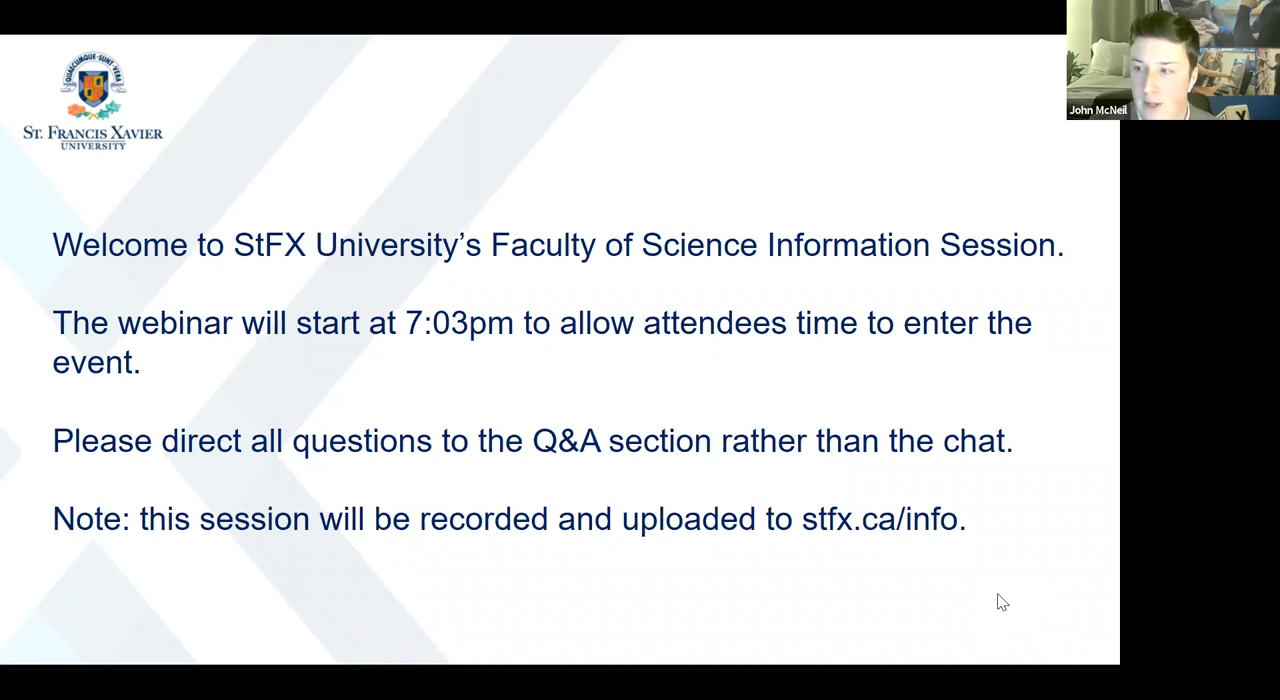 QUAECUMQUE·SUNT·VERA
ST. FRANCIS XAVIER
UNIVERSITY
John McNeil
Welcome to StFX University’s Faculty of Science Information Session.
The webinar will start at 7:03pm to allow attendees time to enter the
event.
Please direct all questions to the Q&A section rather than the chat.
Note: this session will be recorded and uploaded to stfx.ca/info.